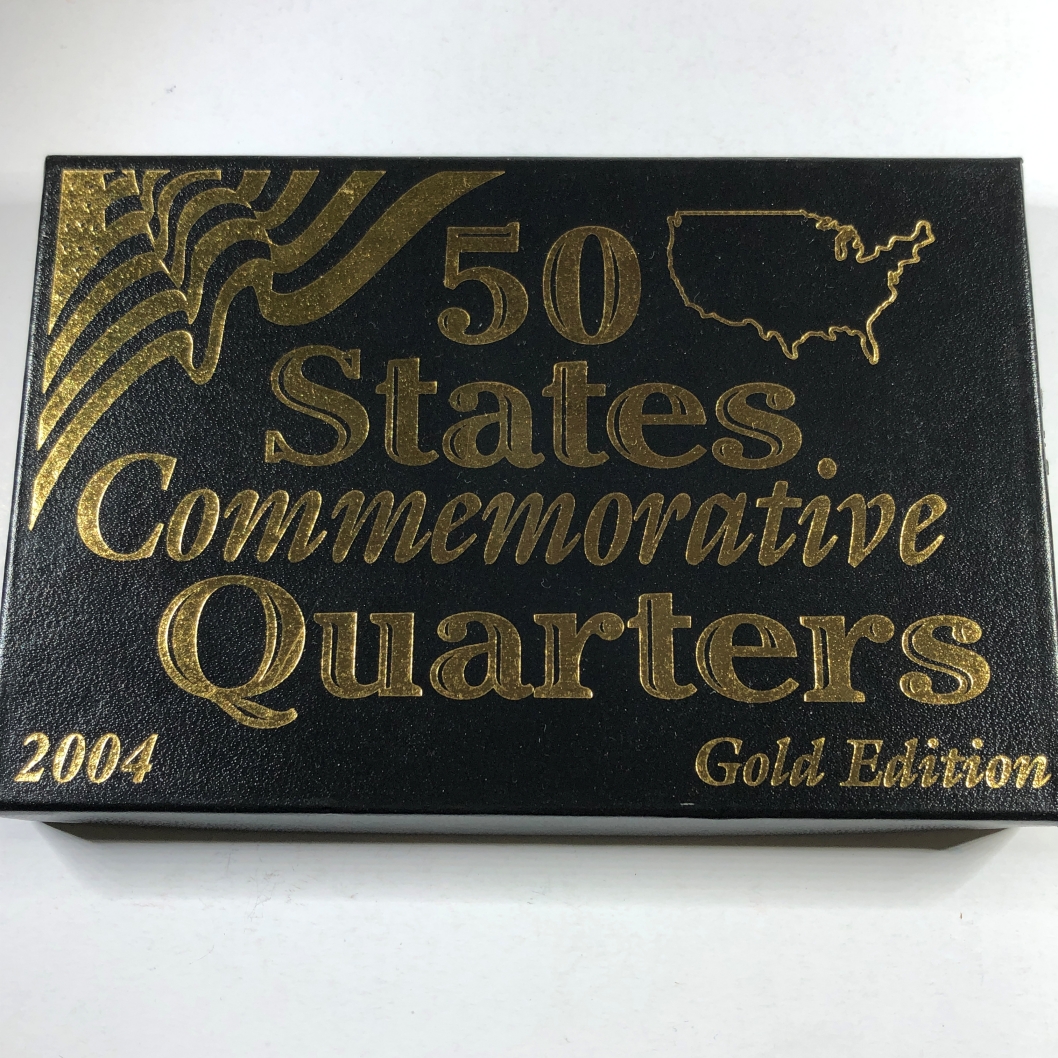 50
States
Commemorative
Quarters
2004
Gold Edition